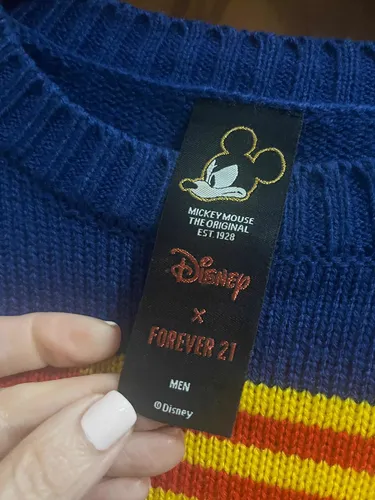 MICKEY MOUSE
THE ORIGINAL
EST. 1928
Disney
X
FOREVER 21
MEN
©Disney